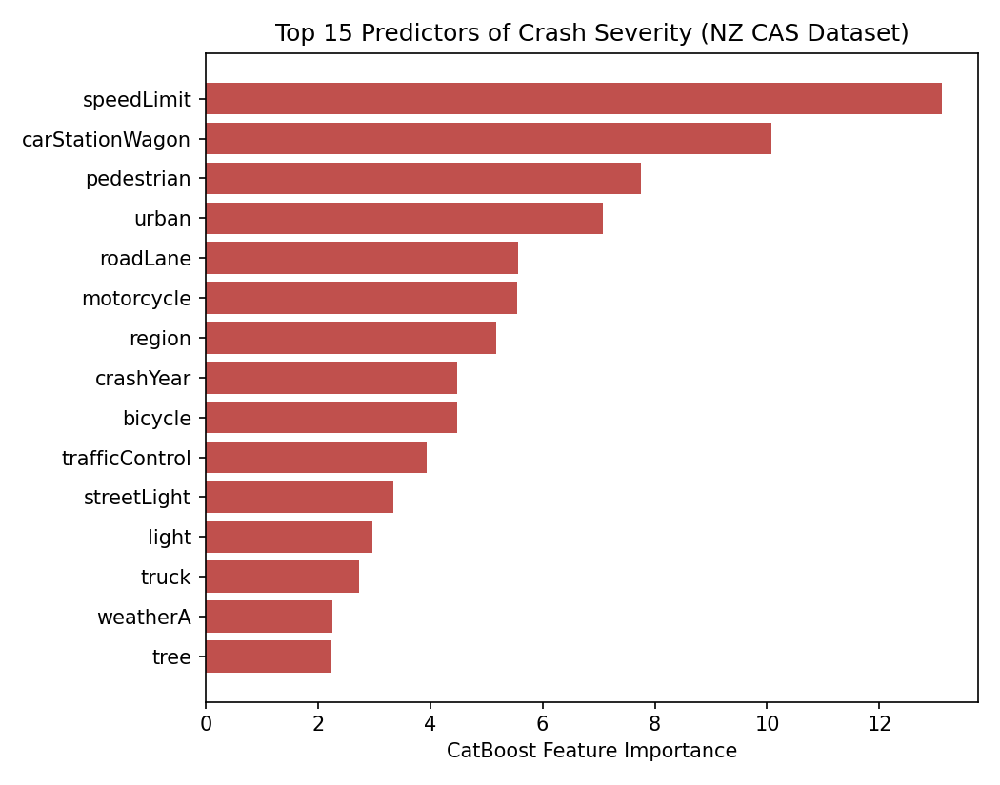 Top 15 Predictors of Crash Severity (NZ CAS Dataset)
speedLimit
carStationWagon
pedestrian
urban
roadLane
motorcycle
region
crashYear
bicycle
trafficControl
streetLight
light
truck
weatherA
tree
0 2 4 6 8 10 12
CatBoost Feature Importance